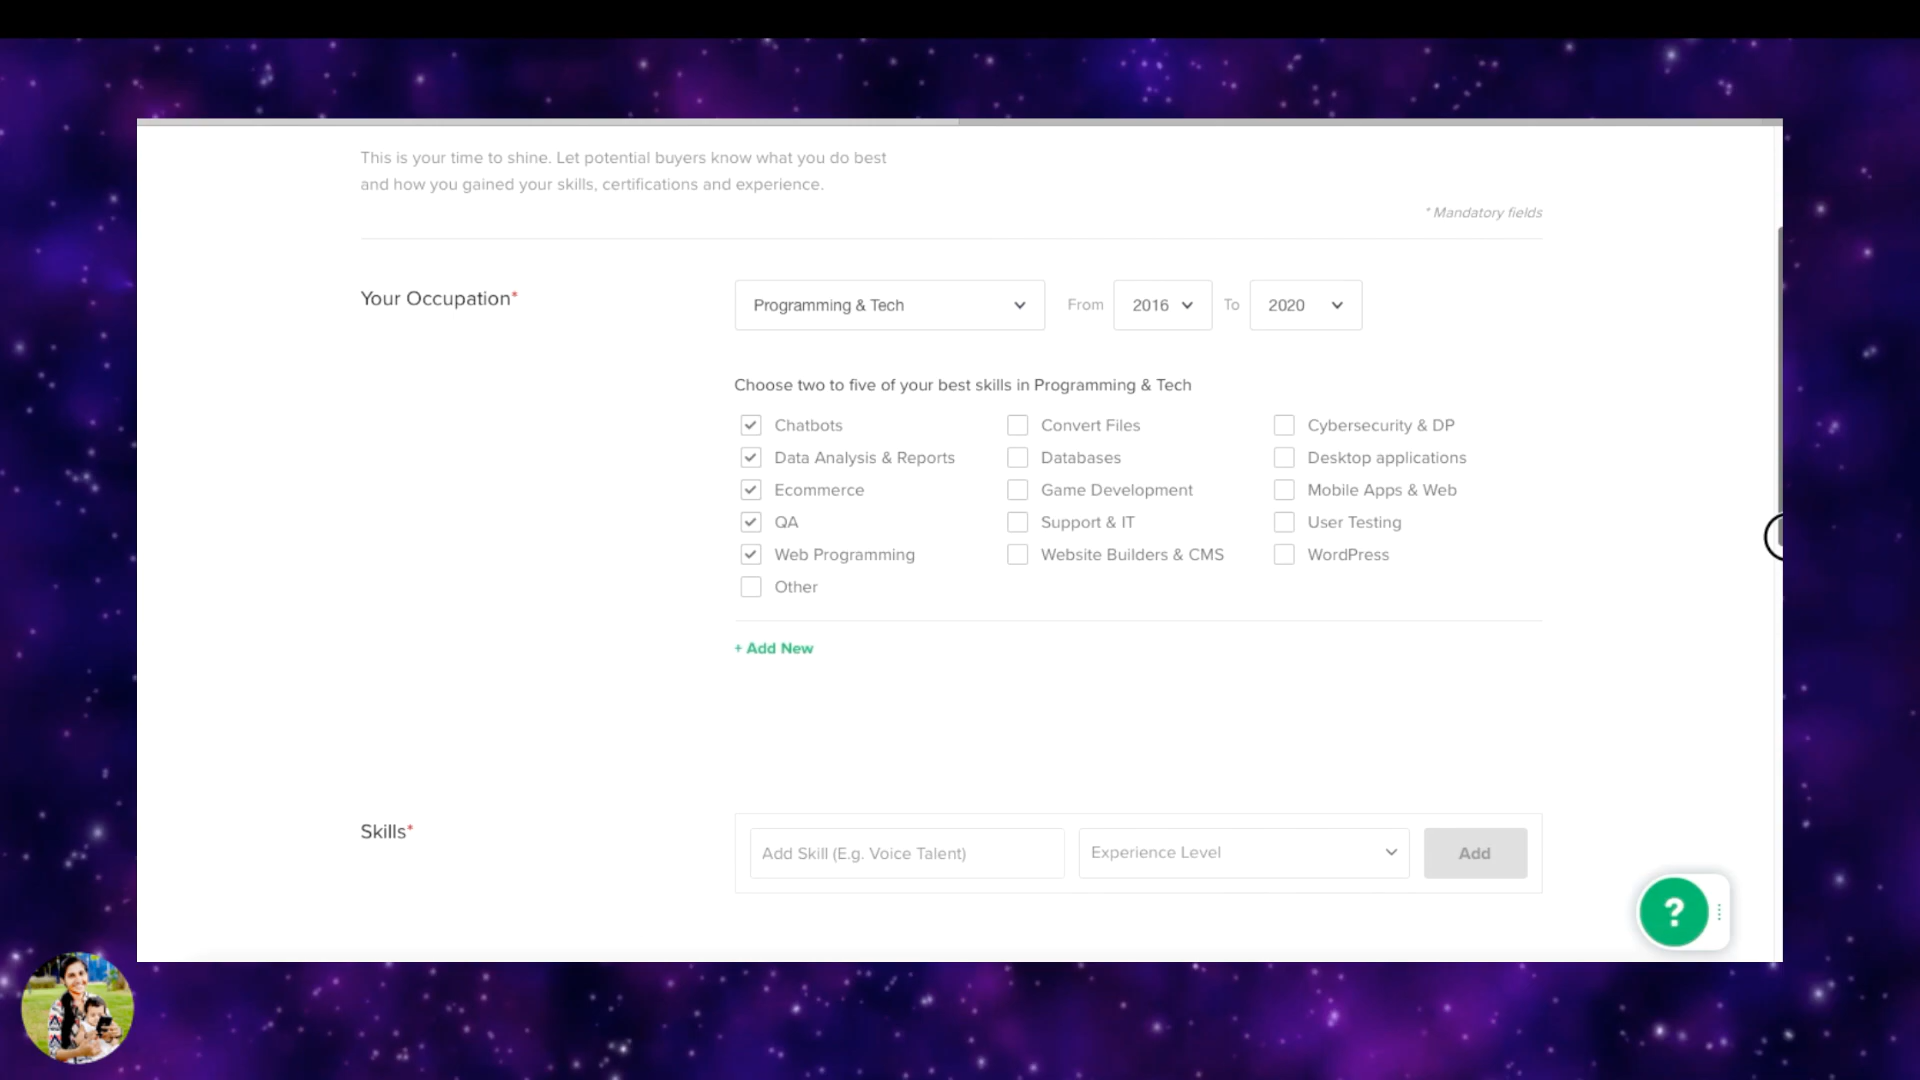 This is your time to shine. Let potential buyers know what you do best
and how you gained your skills, certifications and experience.
* Mandatory fields
Your Occupation*
Programming & Tech
From
2016
To
2020
Choose two to five of your best skills in Programming & Tech
Chatbots
Convert Files
Cybersecurity & DP
Data Analysis & Reports
Databases
Desktop applications
Ecommerce
Game Development
Mobile Apps & Web
QA
Support & IT
User Testing
Web Programming
Website Builders & CMS
WordPress
Other
+ Add New
Skills*
Add Skill (E.g. Voice Talent)
Experience Level
Add
?